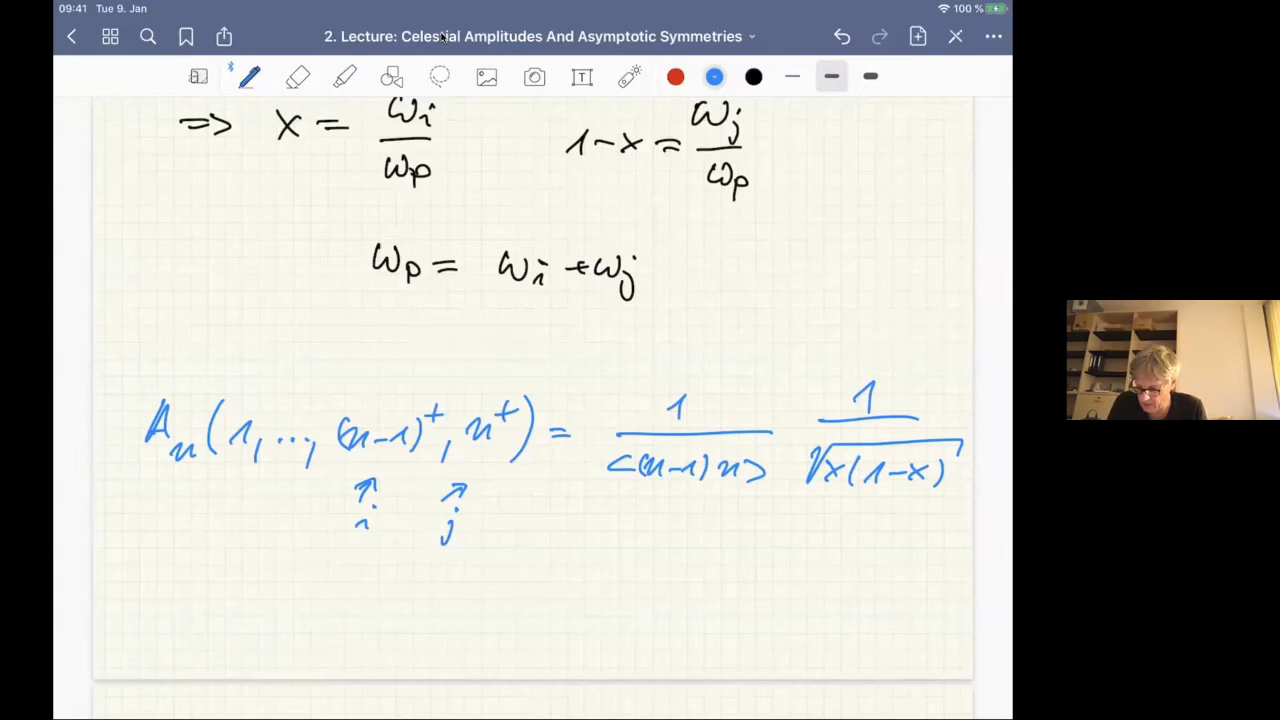 09:41 Tue 9. Jan
100 %
2. Lecture: Celestial Amplitudes And Asymptotic Symmetries
T
=> x = ωi / ωp    1-x = ωj / ωp
ωp = ωi + ωj
An(1, ..., (n-1)⁺, n⁺) = 1 / <(n-1) n>  1 / √x(1-x)
↑ ↑
i j